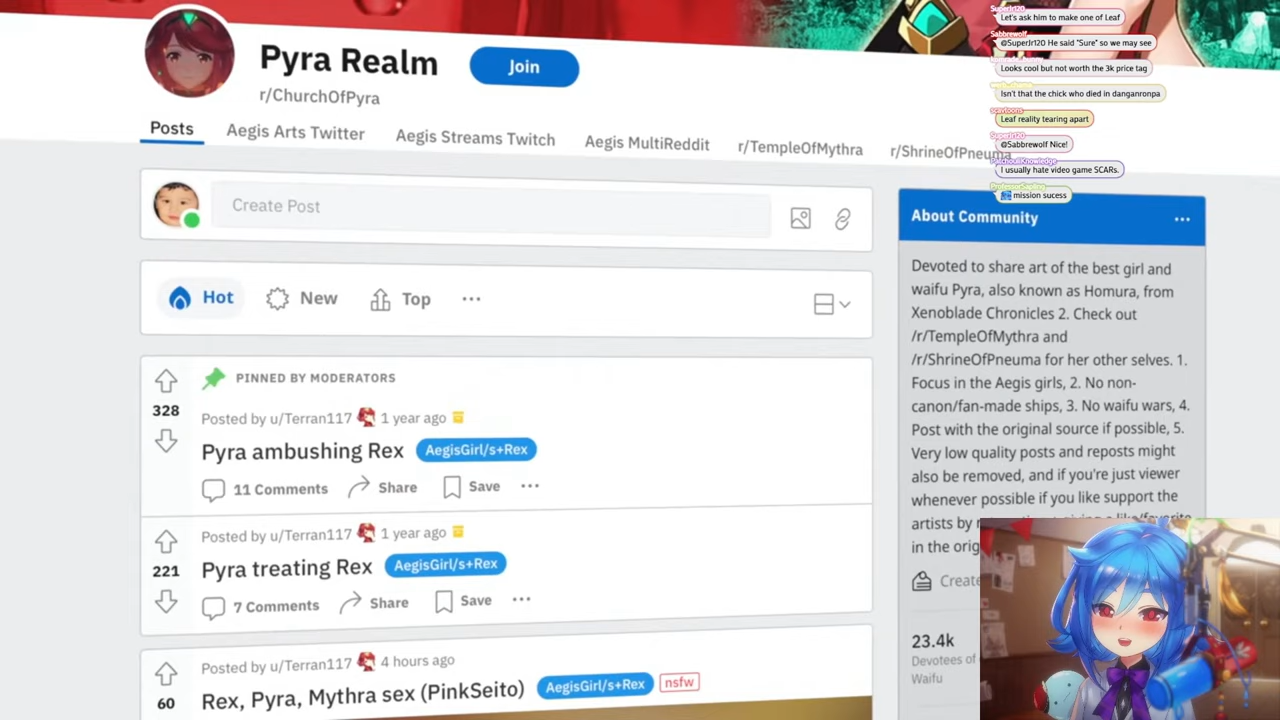 Pyra Realm
Join
r/ChurchOfPyra
Posts
Aegis Arts Twitter
Aegis Streams Twitch
Aegis MultiReddit
r/TempleOfMythra
r/ShrineOfPneuma
Create Post
Hot
New
Top
PINNED BY MODERATORS
328
Posted by u/Terran117 1 year ago
Pyra ambushing Rex AegisGirl/s+Rex
11 Comments Share Save
Posted by u/Terran117 1 year ago
221
Pyra treating Rex AegisGirl/s+Rex
7 Comments Share Save
Posted by u/Terran117 4 hours ago
60
Rex, Pyra, Mythra sex (PinkSeito) AegisGirl/s+Rex nsfw
About Community
Devoted to share art of the best girl and
waifu Pyra, also known as Homura, from
Xenoblade Chronicles 2. Check out
/r/TempleOfMythra and
/r/ShrineOfPneuma for her other selves. 1.
Focus in the Aegis girls, 2. No non-
canon/fan-made ships, 3. No waifu wars, 4.
Post with the original source if possible, 5.
Very low quality posts and reposts might
also be removed, and if you're just viewer
whenever possible if you like support the
artists by
in the orig
Create
23.4k
Devotees of
Waifu
SuperJr120
Let's ask him to make one of Leaf
Sabbrewolf
@SuperJr120 He said "Sure" so we may see
Looks cool but not worth the 3k price tag
Isn't that the chick who died in danganronpa
scavtoons
Leaf reality tearing apart
SuperJr120
@Sabbrewolf Nice!
I usually hate video game SCARs.
mission sucess